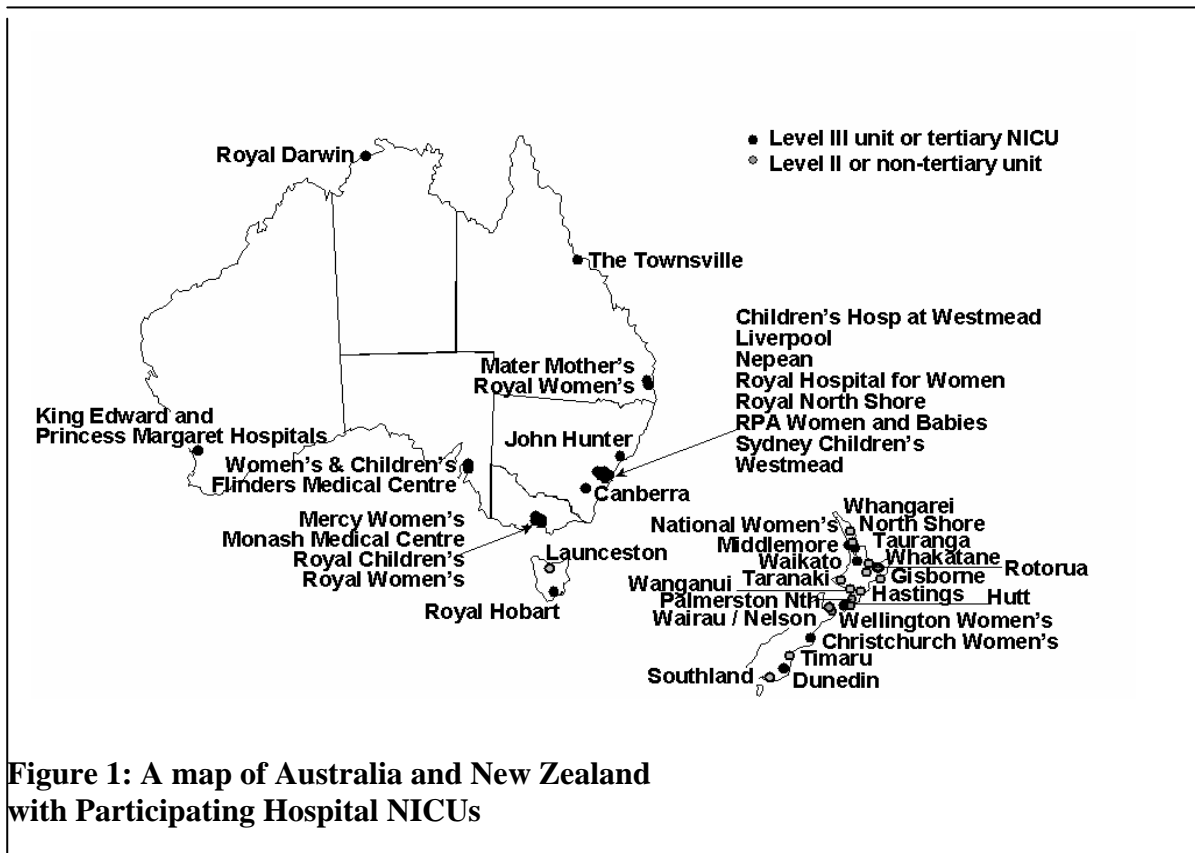 Royal Darwin
Level III unit or tertiary NICU
Level II or non-tertiary unit
The Townsville
Children's Hosp at Westmead
Liverpool
Nepean
Royal Hospital for Women
Royal North Shore
RPA Women and Babies
Sydney Children's
Westmead
Mater Mother's
Royal Women's
King Edward and
Princess Margaret Hospitals
John Hunter
Women's & Children's
Flinders Medical Centre
Canberra
Mercy Women's
Monash Medical Centre
Royal Children's
Royal Women's
Launceston
Royal Hobart
Whangarei
National Women's
North Shore
Middlemore
Tauranga
Waikato
Whakatane
Rotorua
Wanganui
Taranaki
Gisborne
Palmerston Nth
Hastings
Hutt
Wairau / Nelson
Wellington Women's
Christchurch Women's
Timaru
Southland
Dunedin
Figure 1: A map of Australia and New Zealand
with Participating Hospital NICUs